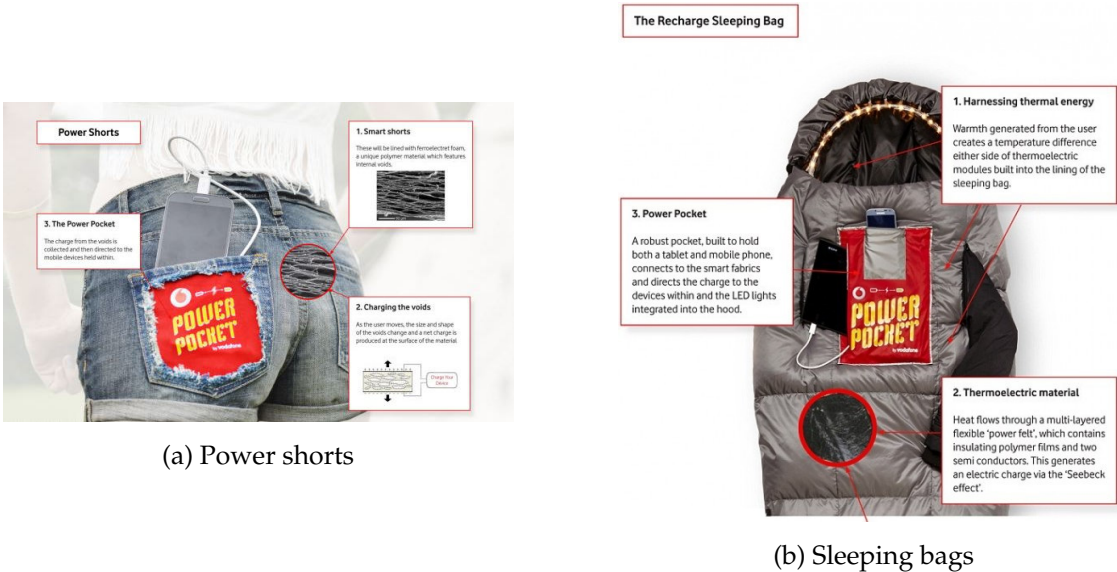 Power Shorts
1. Smart shorts
These will be lined with ferroelectret foam,
a unique polymer material which features
internal voids.
3. The Power Pocket
The charge from the voids is
collected and then directed to the
mobile devices held within.
POWER
POCKET
by vodafone
2. Charging the voids
As the user moves, the size and shape
of the voids change and a net charge is
produced at the surface of the material
Charge Your
Device
(a) Power shorts
The Recharge Sleeping Bag
1. Harnessing thermal energy
Warmth generated from the user
creates a temperature difference
either side of thermoelectric
modules built into the lining of the
sleeping bag.
3. Power Pocket
A robust pocket, built to hold
both a tablet and mobile phone,
connects to the smart fabrics
and directs the charge to the
devices within and the LED lights
integrated into the hood.
POWER
POCKET
by vodafone
2. Thermoelectric material
Heat flows through a multi-layered
flexible 'power felt', which contains
insulating polymer films and two
semi conductors. This generates
an electric charge via the 'Seebeck
effect'.
(b) Sleeping bags